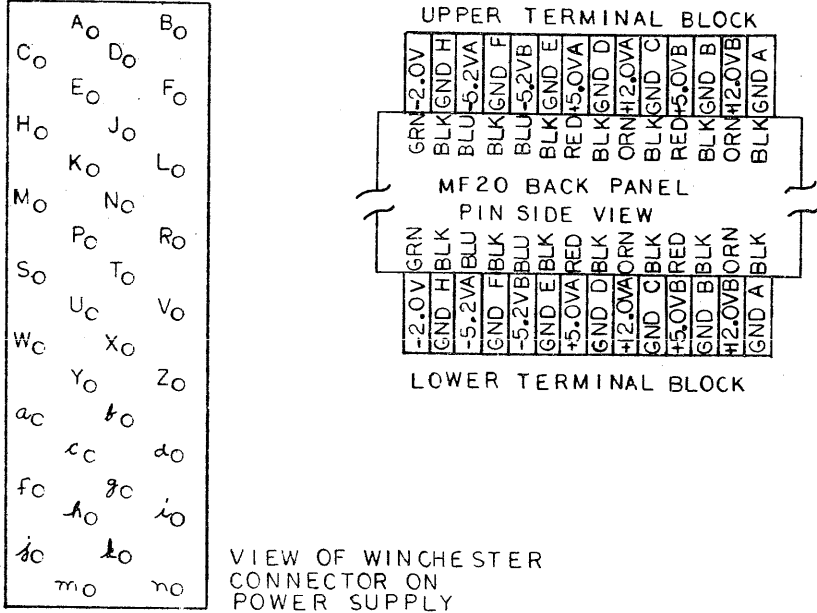 A B
C D
E F
H J
K L
M N
P R
S T
U V
W X
Y Z
a b
c d
f g
h i
j k
m n
VIEW OF WINCHESTER
CONNECTOR ON
POWER SUPPLY
UPPER TERMINAL BLOCK
GRN -2.0V
BLK GND H
BLU -5.2VA
BLK GND F
BLU -5.2VB
BLK GND E
RED +5.0VA
BLK GND D
ORN +12.0VA
BLK GND C
RED +5.0VB
BLK GND B
ORN +12.0VB
BLK GND A
MF20 BACK PANEL
PIN SIDE VIEW
-2.0V GRN
GND H BLK
-5.2VA BLU
GND F BLK
-5.2VB BLU
GND E BLK
+5.0VA RED
GND D BLK
+12.0VA ORN
GND C BLK
+5.0VB RED
GND B BLK
+12.0VB ORN
GND A BLK
LOWER TERMINAL BLOCK